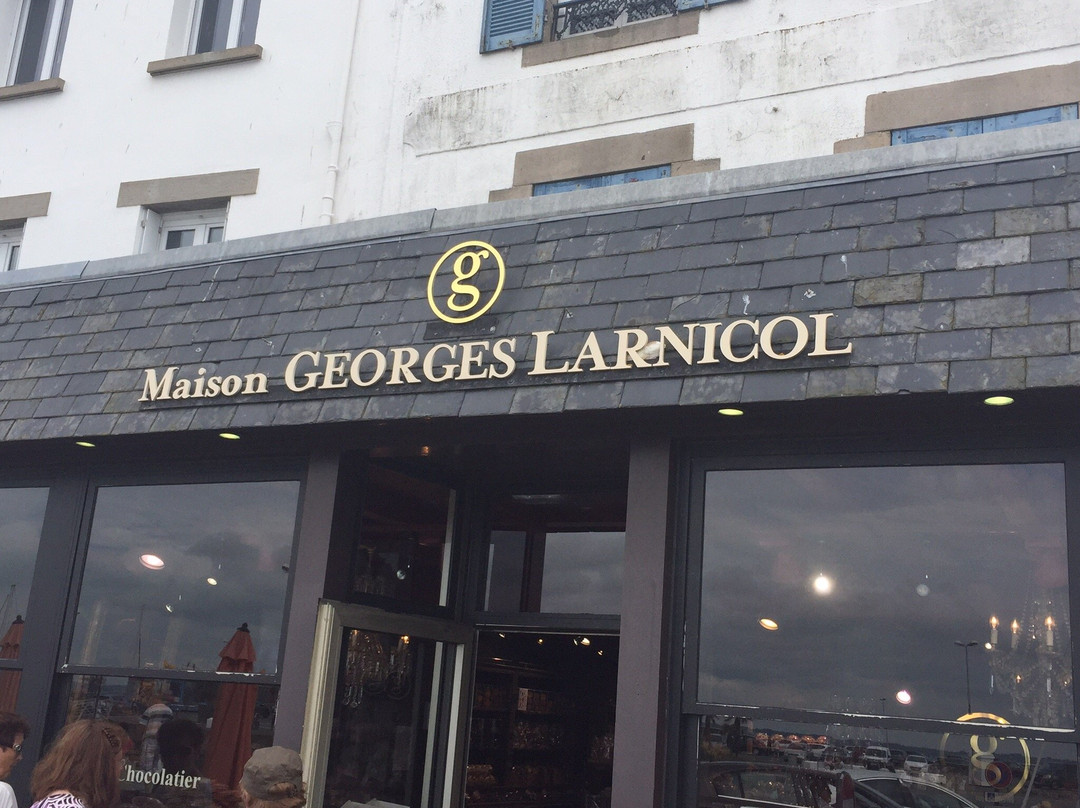 g
Maison GEORGES LARNICOL
Chocolatier
g